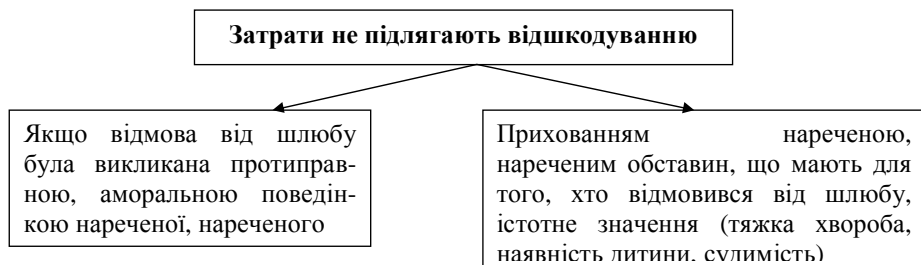 Затрати не підлягають відшкодуванню
Якщо відмова від шлюбу
була викликана протиправ-
ною, аморальною поведін-
кою нареченої, нареченого
Прихованням нареченою,
нареченим обставин, що мають для
того, хто відмовився від шлюбу,
істотне значення (тяжка хвороба,
наявність дитини, судимість)